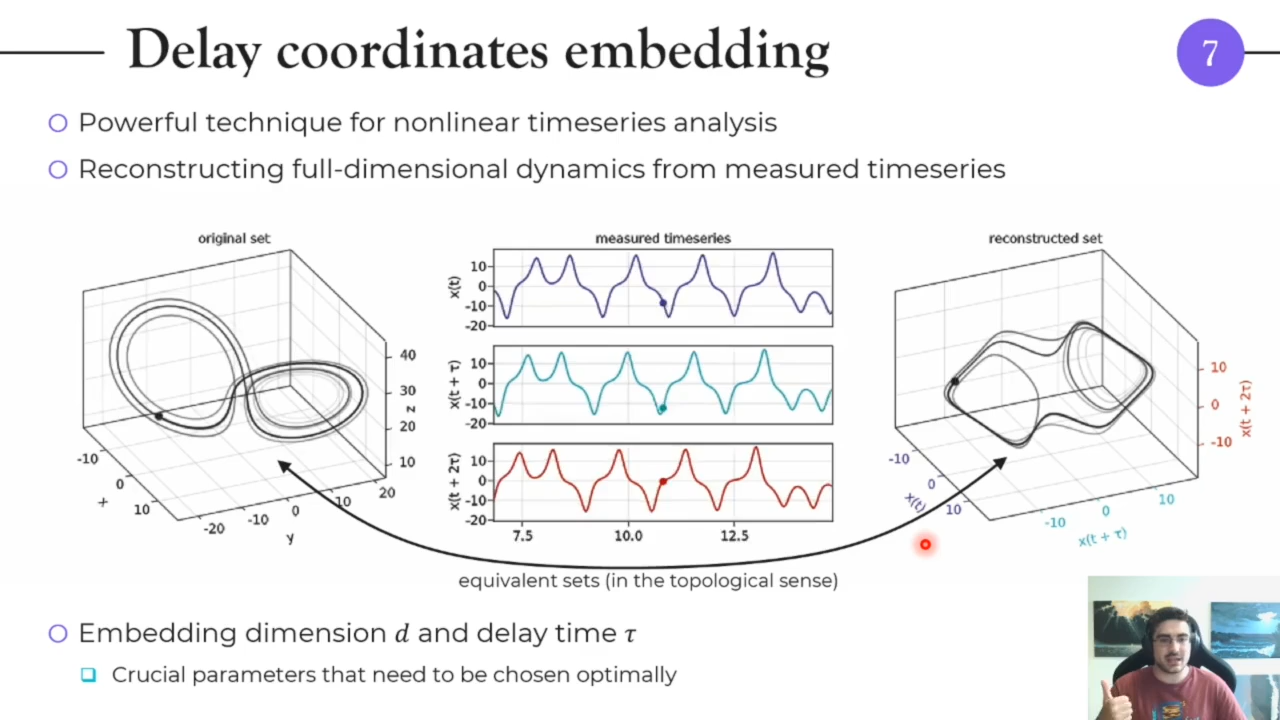 Delay coordinates embedding
7
Powerful technique for nonlinear timeseries analysis
Reconstructing full-dimensional dynamics from measured timeseries
original set
-10
0
10
x
-20
-10
0
10
20
y
40
30
20
10
z
measured timeseries
10
0
-10
-20
x(t)
10
0
-10
-20
x(t + τ)
10
0
-10
-20
x(t + 2τ)
7.5
10.0
12.5
reconstructed set
-10
0
10
x(t)
-10
0
10
x(t + τ)
10
0
-10
x(t + 2τ)
equivalent sets (in the topological sense)
Embedding dimension d and delay time τ
Crucial parameters that need to be chosen optimally